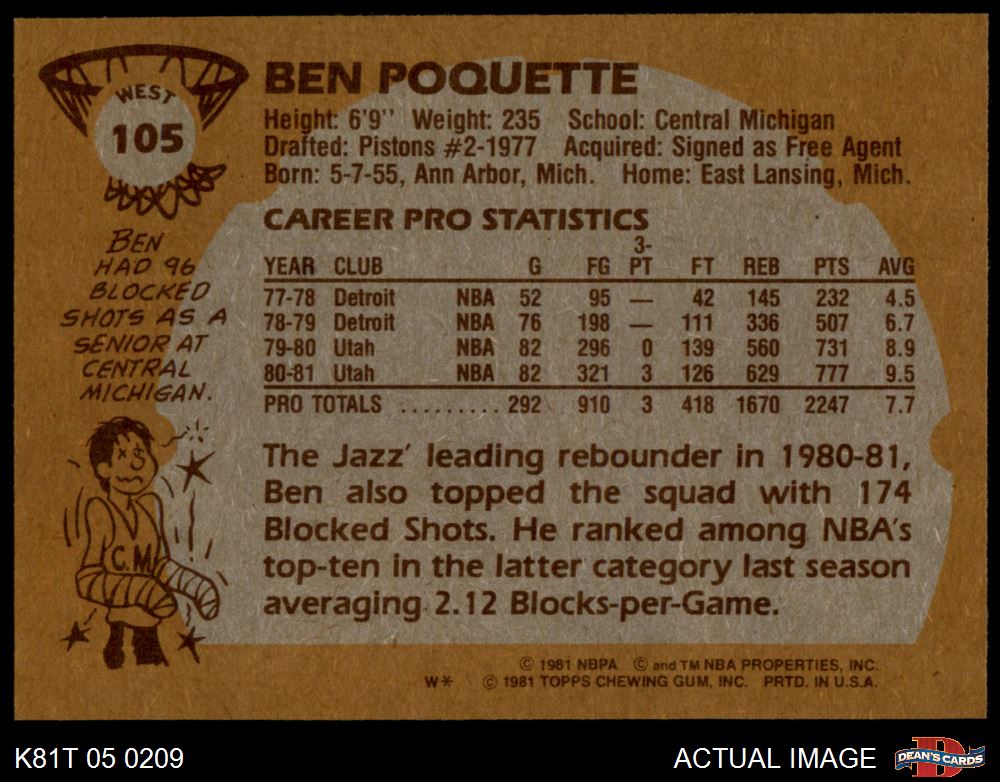 WEST
105
BEN POQUETTE
Height: 6'9'' Weight: 235 School: Central Michigan
Drafted: Pistons #2-1977 Acquired: Signed as Free Agent
Born: 5-7-55, Ann Arbor, Mich. Home: East Lansing, Mich.
BEN
HAD 96
BLOCKED
SHOTS AS A
SENIOR AT
CENTRAL
MICHIGAN.
C.M.
CAREER PRO STATISTICS
YEAR CLUB G FG 3-PT FT REB PTS AVG
77-78 Detroit NBA 52 95 — 42 145 232 4.5
78-79 Detroit NBA 76 198 — 111 336 507 6.7
79-80 Utah NBA 82 296 0 139 560 731 8.9
80-81 Utah NBA 82 321 3 126 629 777 9.5
PRO TOTALS ......... 292 910 3 418 1670 2247 7.7
The Jazz' leading rebounder in 1980-81,
Ben also topped the squad with 174
Blocked Shots. He ranked among NBA's
top-ten in the latter category last season
averaging 2.12 Blocks-per-Game.
© 1981 NBPA © and TM NBA PROPERTIES, INC.
W* © 1981 TOPPS CHEWING GUM, INC. PRTD. IN U.S.A.
K81T 05 0209
ACTUAL IMAGE
D
DEAN'S CARDS